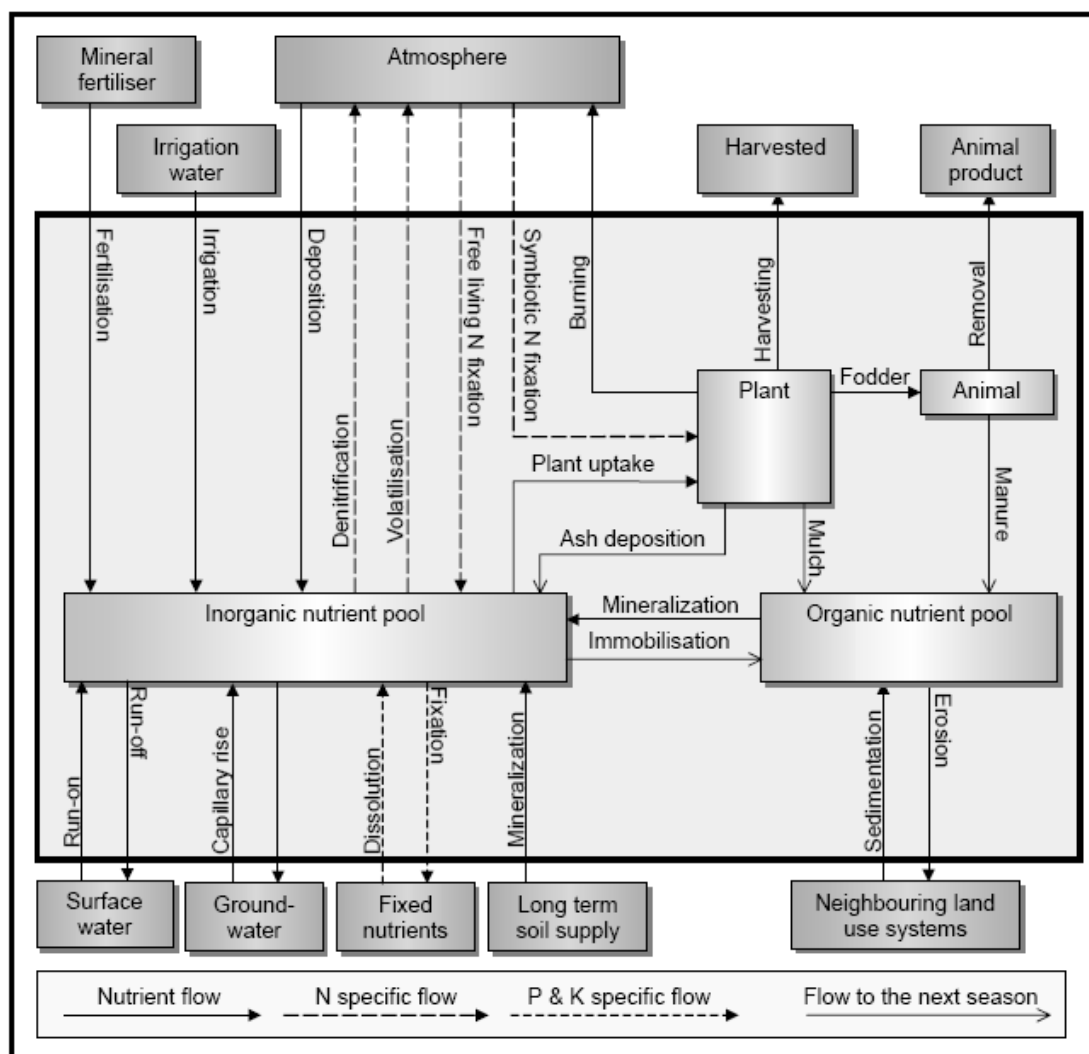 Mineral
fertiliser
Atmosphere
Irrigation
water
Harvested
Animal
product
Fertilisation
Irrigation
Deposition
Denitrification
Volatilisation
Free living N fixation
Symbiotic N fixation
Burning
Harvesting
Removal
Plant
Fodder
Animal
Plant uptake
Ash deposition
Mulch
Manure
Inorganic nutrient pool
Mineralization
Immobilisation
Organic nutrient pool
Run-on
Run-off
Capillary rise
Dissolution
Fixation
Mineralization
Sedimentation
Erosion
Surface
water
Ground-
water
Fixed
nutrients
Long term
soil supply
Neighbouring land
use systems
Nutrient flow
N specific flow
P & K specific flow
Flow to the next season